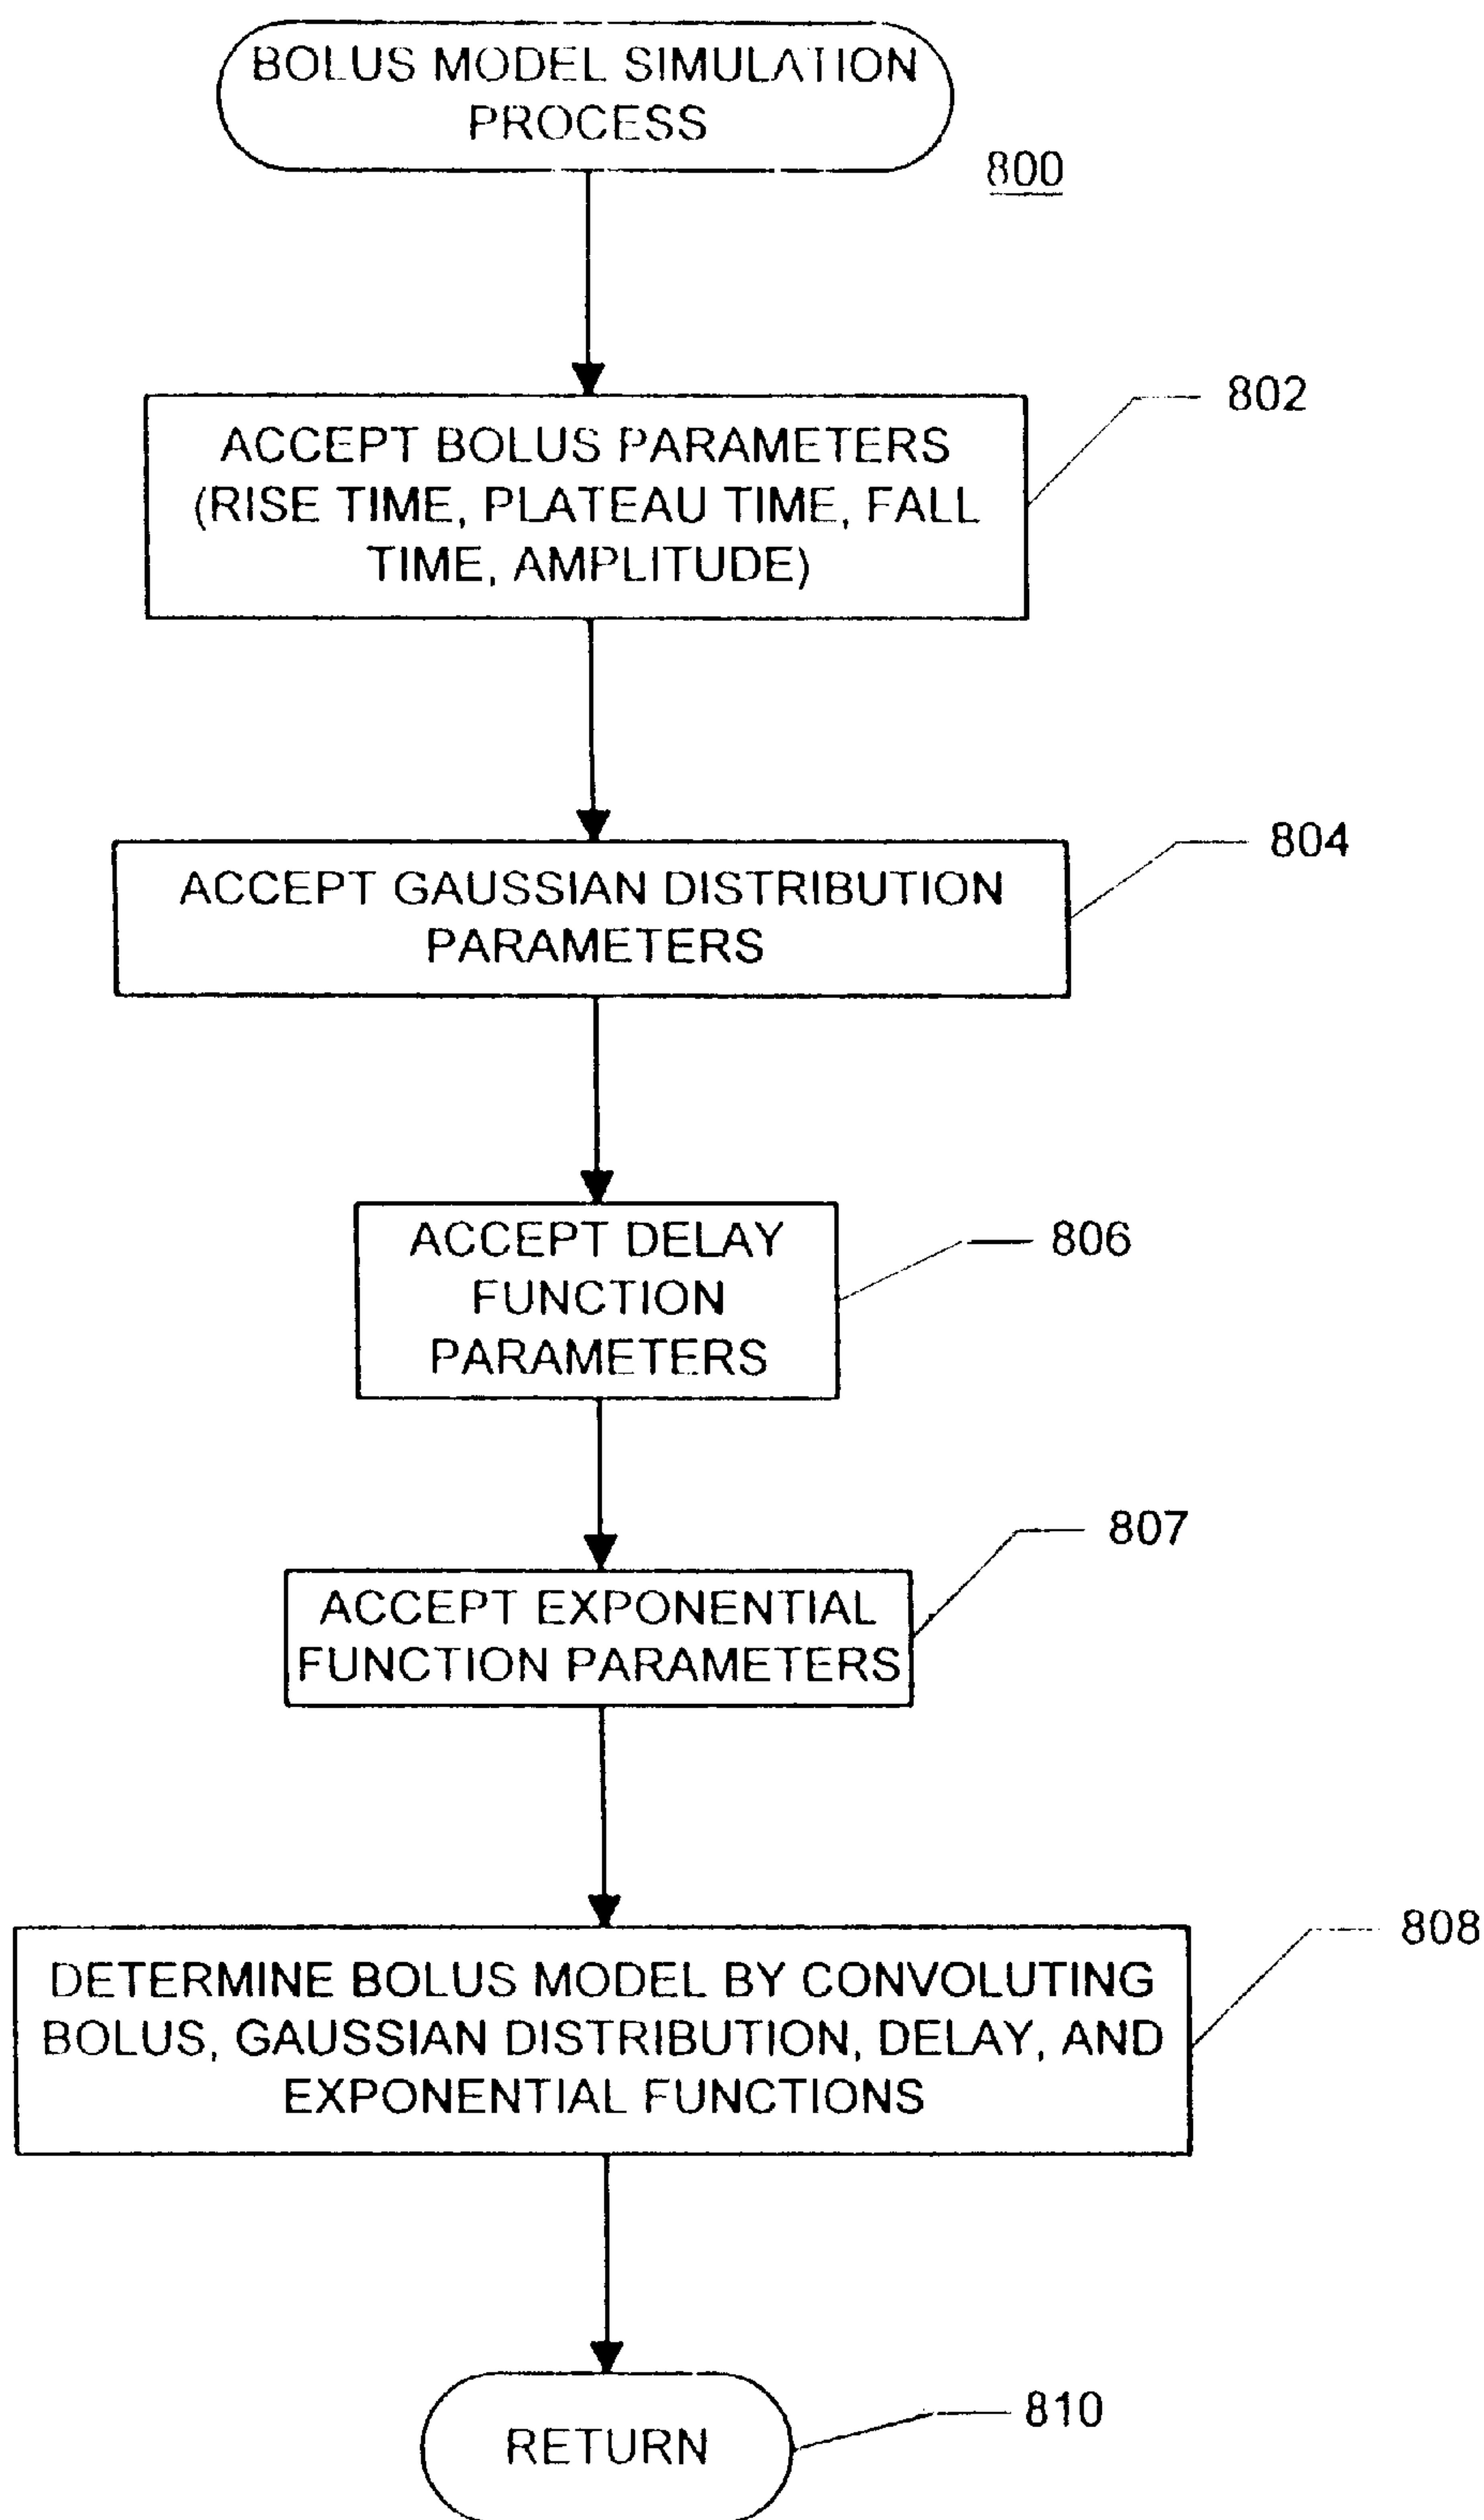 BOLUS MODEL SIMULATION
PROCESS
800
ACCEPT BOLUS PARAMETERS
(RISE TIME, PLATEAU TIME, FALL
TIME, AMPLITUDE)
802
ACCEPT GAUSSIAN DISTRIBUTION
PARAMETERS
804
ACCEPT DELAY
FUNCTION
PARAMETERS
806
ACCEPT EXPONENTIAL
FUNCTION PARAMETERS
807
DETERMINE BOLUS MODEL BY CONVOLUTING
BOLUS, GAUSSIAN DISTRIBUTION, DELAY, AND
EXPONENTIAL FUNCTIONS
808
RETURN
810